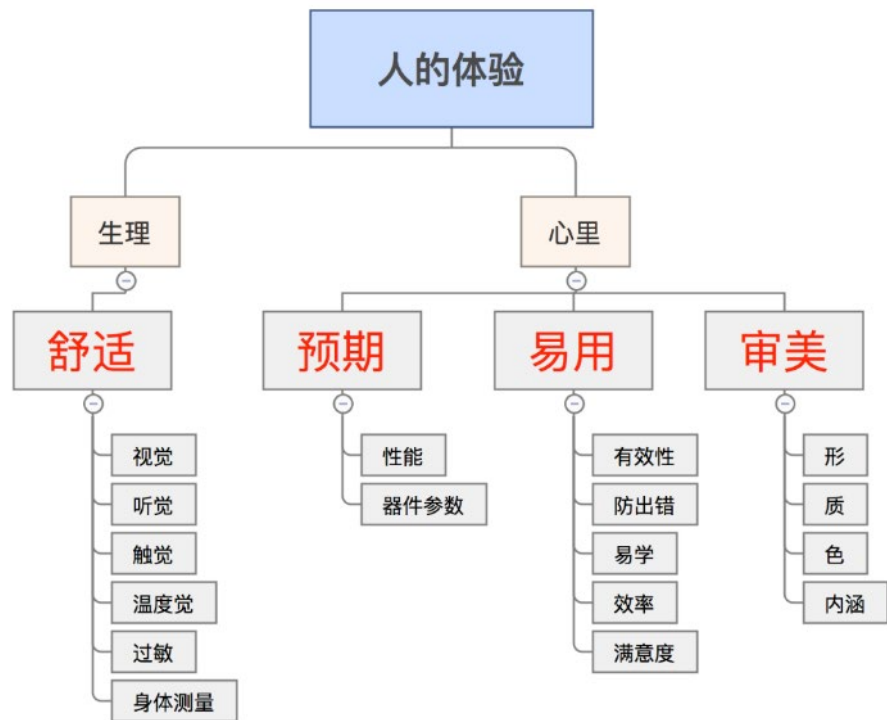 人的体验
生理
心里
舒适
预期
易用
审美
视觉
听觉
触觉
温度觉
过敏
身体测量
性能
器件参数
有效性
防出错
易学
效率
满意度
形
质
色
内涵